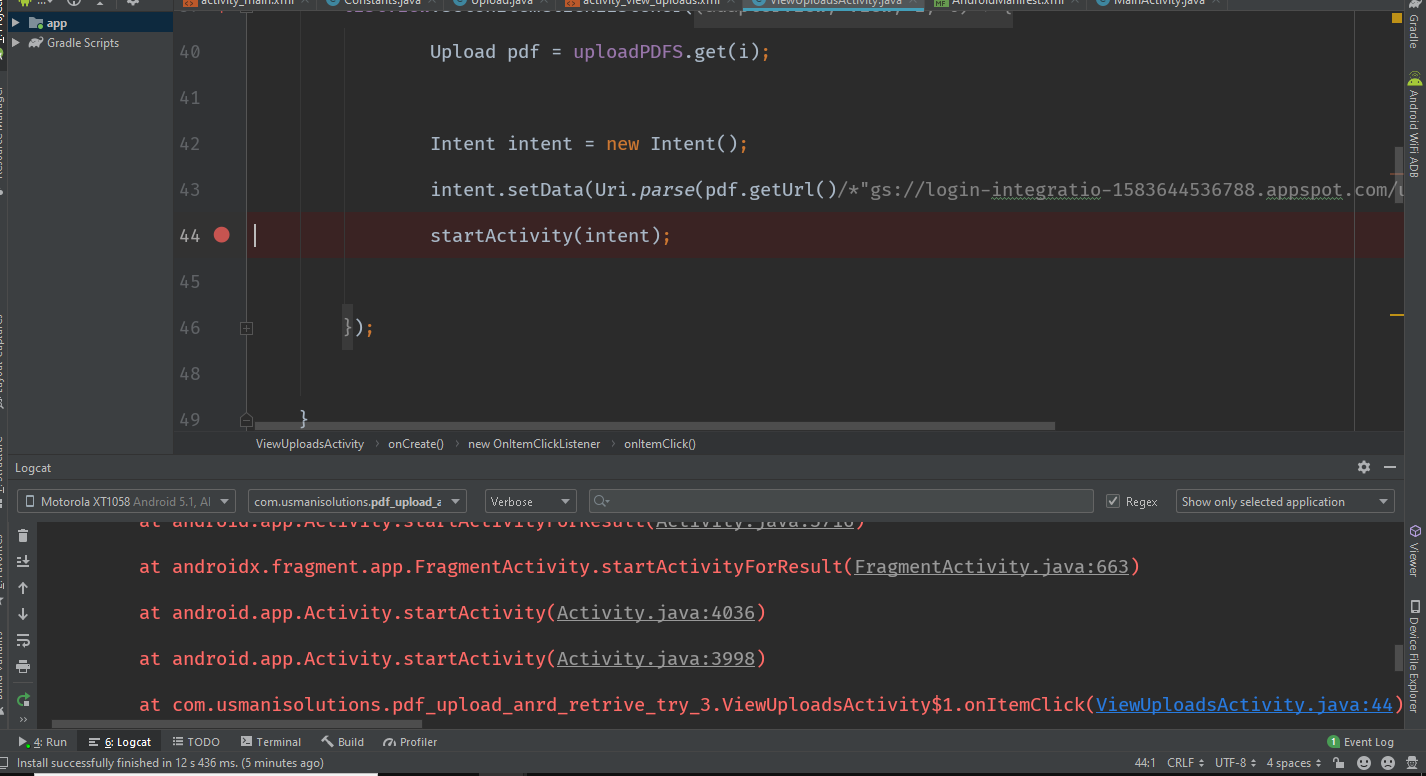 activity_main.xml
Constants.java
Upload.java
activity_view_uploads.xml
ViewUploadsActivity.java
AndroidManifest.xml
MainActivity.java
app
Gradle Scripts
40 Upload pdf = uploadPDFS.get(i);
41
42 Intent intent = new Intent();
43 intent.setData(Uri.parse(pdf.getUrl()/*"gs://login-integratio-1583644536788.appspot.com/u
44 startActivity(intent);
45
46 });
48
49 }
ViewUploadsActivity › onCreate() › new OnItemClickListener › onItemClick()
Logcat
Motorola XT1058 Android 5.1, AI
com.usmanisolutions.pdf_upload_a
Verbose
Regex
Show only selected application
at android.app.Activity.startActivityForResult(Activity.java:3716)
at androidx.fragment.app.FragmentActivity.startActivityForResult(FragmentActivity.java:663)
at android.app.Activity.startActivity(Activity.java:4036)
at android.app.Activity.startActivity(Activity.java:3998)
at com.usmanisolutions.pdf_upload_anrd_retrive_try_3.ViewUploadsActivity$1.onItemClick(ViewUploadsActivity.java:44)
4: Run
6: Logcat
TODO
Terminal
Build
Profiler
1 Event Log
Install successfully finished in 12 s 436 ms. (5 minutes ago)
44:1 CRLF UTF-8 4 spaces
Gradle
Android WiFi ADB
Viewer
Device File Explorer